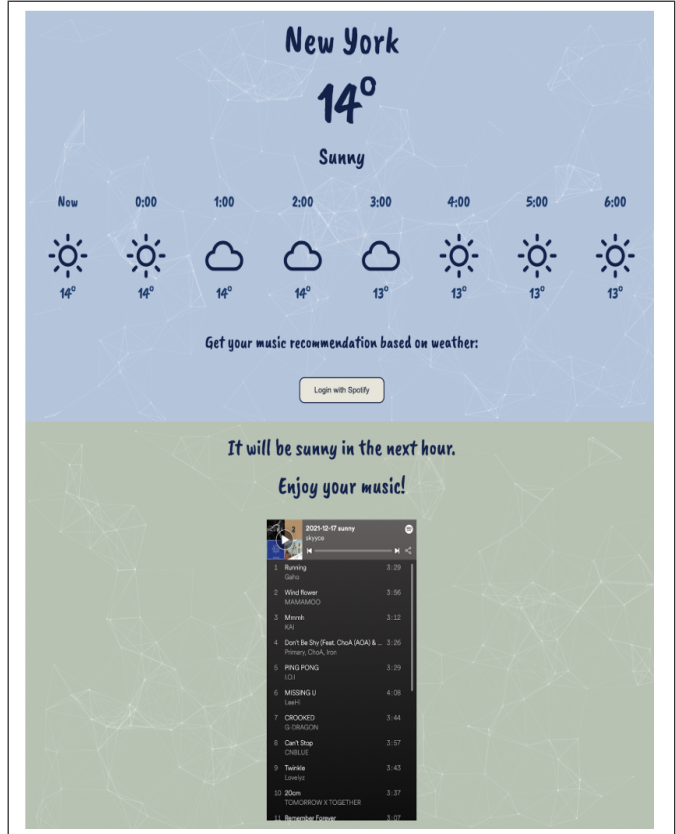 New York
14°
Sunny
Now 0:00 1:00 2:00 3:00 4:00 5:00 6:00
14° 14° 14° 14° 13° 13° 13° 13°
Get your music recommendation based on weather:
Login with Spotify
It will be sunny in the next hour.
Enjoy your music!
2021-12-17 sunny
skyyce
1 Running 3:29
Gaho
2 Wind flower 3:56
MAMAMOO
3 Mmmh 3:12
KAI
4 Don't Be Shy (Feat. ChoA (AOA) & ... 3:26
Primary, ChoA, Iron
5 PING PONG 3:29
I.O.I
6 MISSING U 4:08
LeeHi
7 CROOKED 3:44
G-DRAGON
8 Can't Stop 3:57
CNBLUE
9 Twinkle 3:43
Loveiyz
10 20cm 3:37
TOMORROW X TOGETHER
11 Remember Forever 3:07